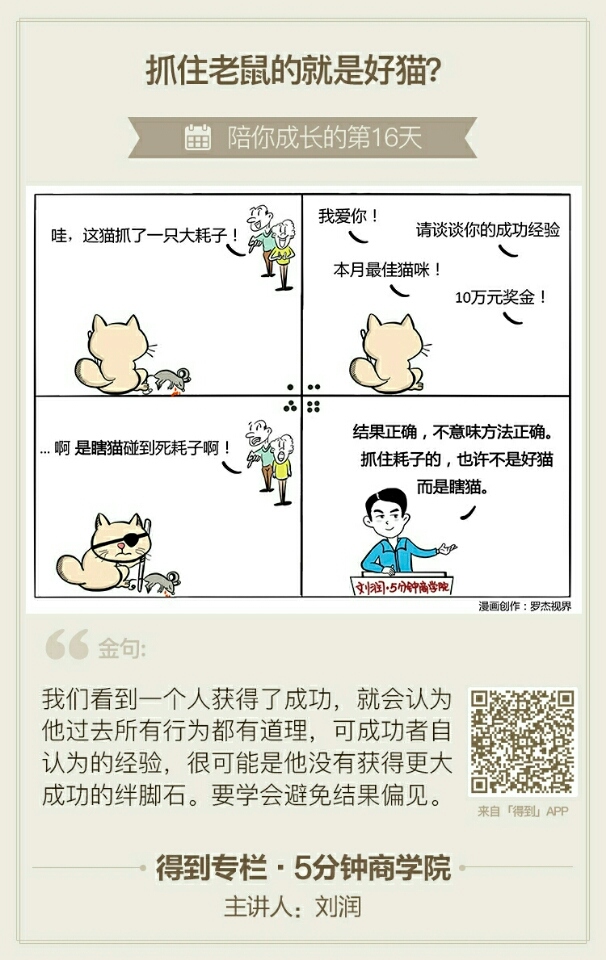 抓住老鼠的就是好猫?
陪你成长的第16天
哇，这猫抓了一只大耗子！
我爱你！
请谈谈你的成功经验
本月最佳猫咪！
10万元奖金！
... 啊 是瞎猫碰到死耗子啊！
结果正确，不意味方法正确。
抓住耗子的，也许不是好猫
而是瞎猫。
刘润·5分钟商学院
漫画创作：罗杰视界
金句:
我们看到一个人获得了成功，就会认为
他过去所有行为都有道理，可成功者自
认为的经验，很可能是他没有获得更大
成功的绊脚石。要学会避免结果偏见。
来自「得到」APP
得到专栏·5分钟商学院
主讲人：刘润